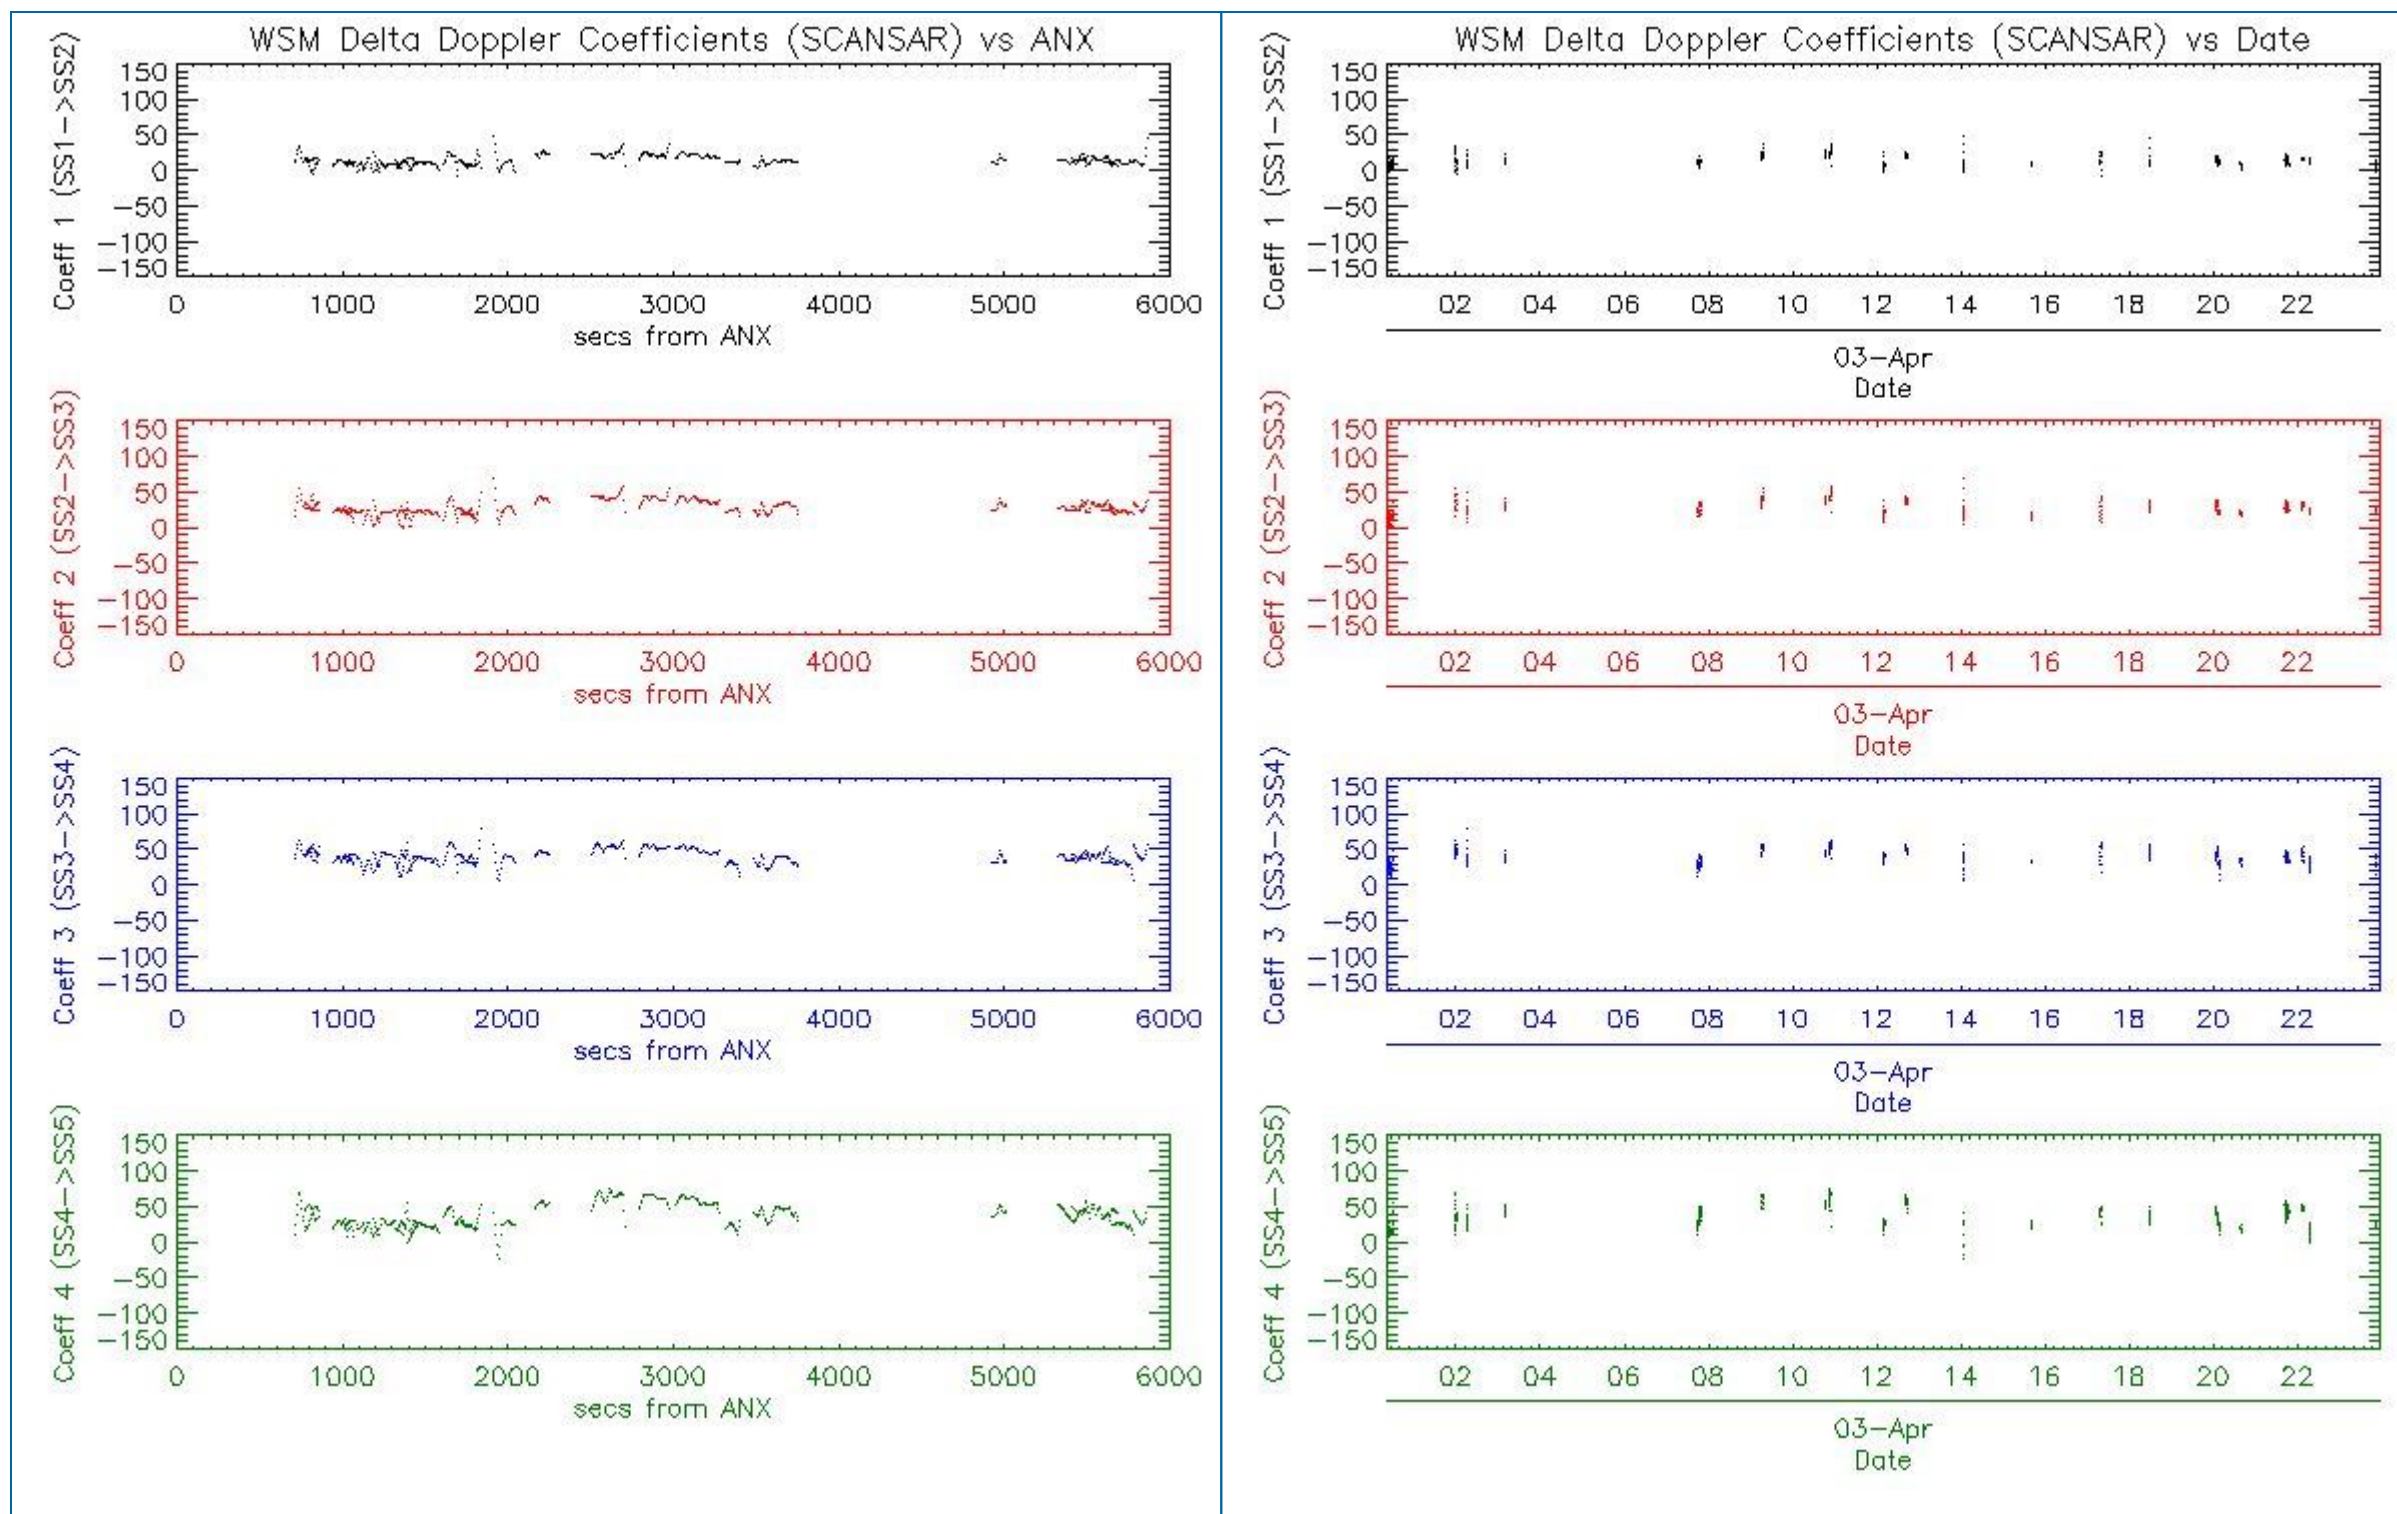 WSM Delta Doppler Coefficients (SCANSAR) vs ANX
Coeff 1 (SS1->SS2)
150
100
50
0
-50
-100
-150
0 1000 2000 3000 4000 5000 6000
secs from ANX
Coeff 2 (SS2->SS3)
150
100
50
0
-50
-100
-150
0 1000 2000 3000 4000 5000 6000
secs from ANX
Coeff 3 (SS3->SS4)
150
100
50
0
-50
-100
-150
0 1000 2000 3000 4000 5000 6000
secs from ANX
Coeff 4 (SS4->SS5)
150
100
50
0
-50
-100
-150
0 1000 2000 3000 4000 5000 6000
secs from ANX
WSM Delta Doppler Coefficients (SCANSAR) vs Date
Coeff 1 (SS1->SS2)
150
100
50
0
-50
-100
-150
02 04 06 08 10 12 14 16 18 20 22
03-Apr
Date
Coeff 2 (SS2->SS3)
150
100
50
0
-50
-100
-150
02 04 06 08 10 12 14 16 18 20 22
03-Apr
Date
Coeff 3 (SS3->SS4)
150
100
50
0
-50
-100
-150
02 04 06 08 10 12 14 16 18 20 22
03-Apr
Date
Coeff 4 (SS4->SS5)
150
100
50
0
-50
-100
-150
02 04 06 08 10 12 14 16 18 20 22
03-Apr
Date